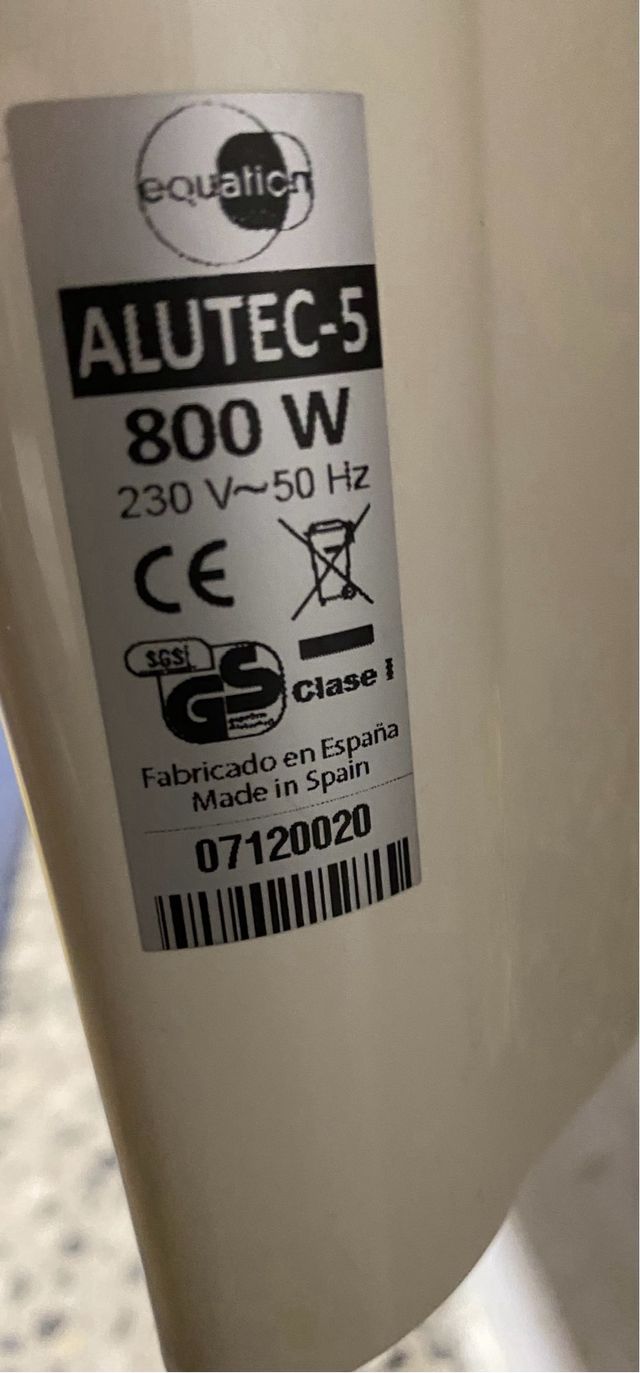 equation
ALUTEC-5
800 W
230 V~50 Hz
CE
SGS
GS
Clase I
Fabricado en España
Made in Spain
07120020